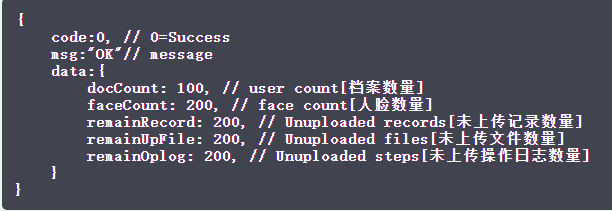 {
code:0, // 0=Success
msg:"OK"// message
data:{
docCount: 100, // user count[档案数量]
faceCount: 200, // face count[人脸数量]
remainRecord: 200, // Unuploaded records[未上传记录数量]
remainUpFile: 200, // Unuploaded files[未上传文件数量]
remainOplog: 200, // Unuploaded steps[未上传操作日志数量]
}
}